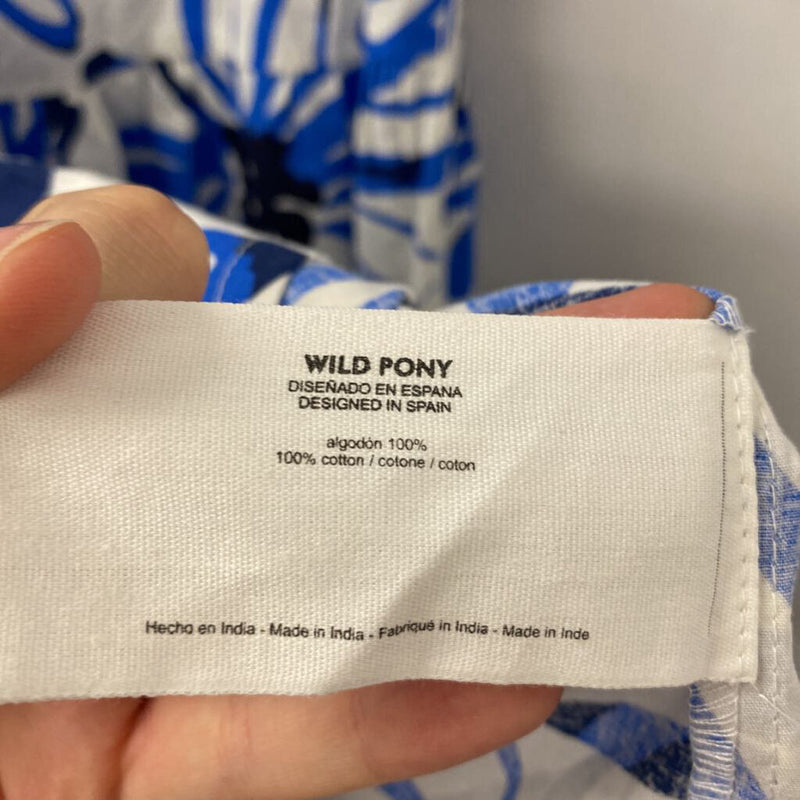 WILD PONY
DISEÑADO EN ESPANA
DESIGNED IN SPAIN
algodón 100%
100% cotton / cotone / coton
Hecho en India - Made in India - Fabriqué in India - Made in Inde